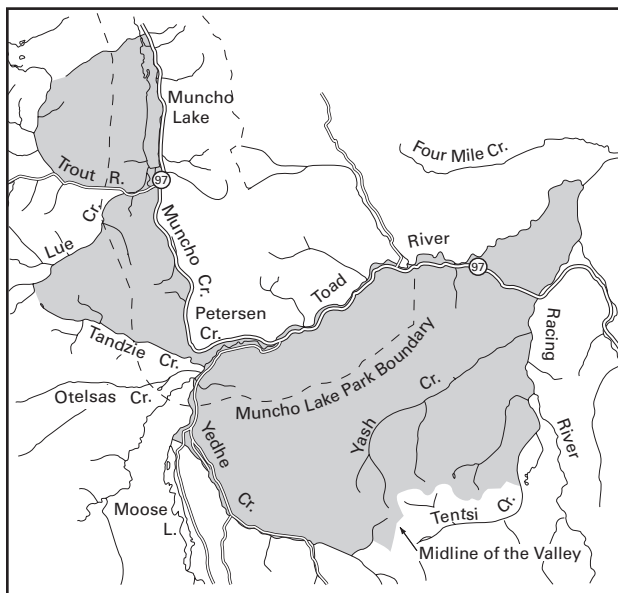 Muncho
Lake
Four Mile Cr.
Trout R.
97
Lue Cr.
Muncho Cr.
River
97
Toad
Petersen
Cr.
Racing
River
Tandzie Cr.
Otelsas Cr.
Muncho Lake Park Boundary
Yash Cr.
Yedhe Cr.
Moose
L.
Tentsi Cr.
Midline of the Valley